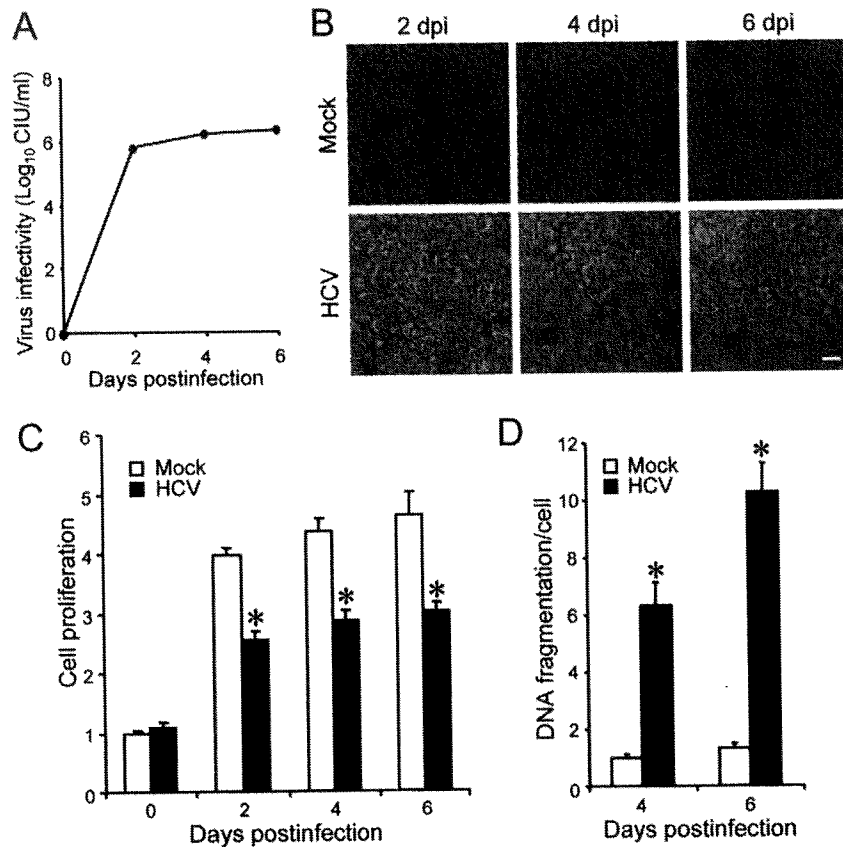 A
Virus infectivity (Log10 CIU/ml)
8
6
4
2
0
0 2 4 6
Days postinfection
B
2 dpi 4 dpi 6 dpi
Mock
HCV
C
Cell proliferation
6
5
4
3
2
1
0
Mock
HCV
* * *
0 2 4 6
Days postinfection
D
DNA fragmentation/cell
12
10
8
6
4
2
0
Mock
HCV
* *
4 6
Days postinfection